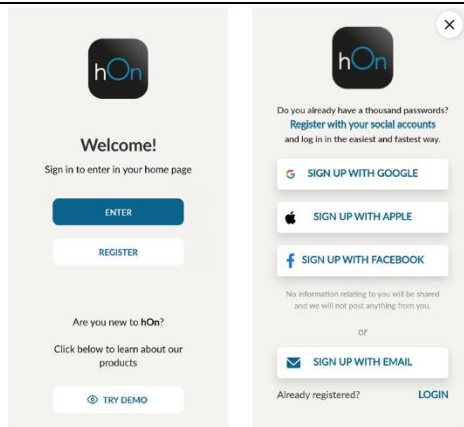 hOn
Welcome!
Sign in to enter in your home page
ENTER
REGISTER
Are you new to hOn?
Click below to learn about our
products
TRY DEMO
hOn
Do you already have a thousand passwords?
Register with your social accounts
and log in in the easiest and fastest way.
SIGN UP WITH GOOGLE
SIGN UP WITH APPLE
SIGN UP WITH FACEBOOK
No information relating to you will be shared
and we will not post anything from you.
or
SIGN UP WITH EMAIL
Already registered? LOGIN